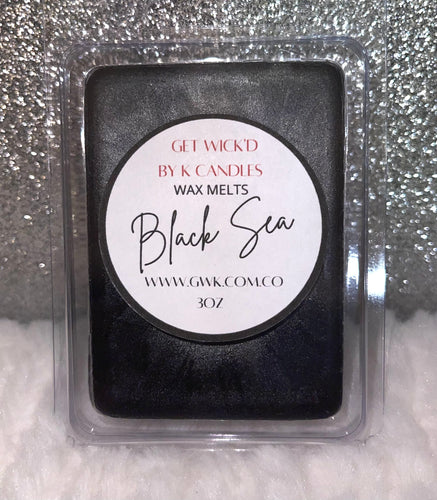 GET WICK'D
BY K CANDLES
WAX MELTS
Black Sea
WWW.GWK.COM.CO
3OZ